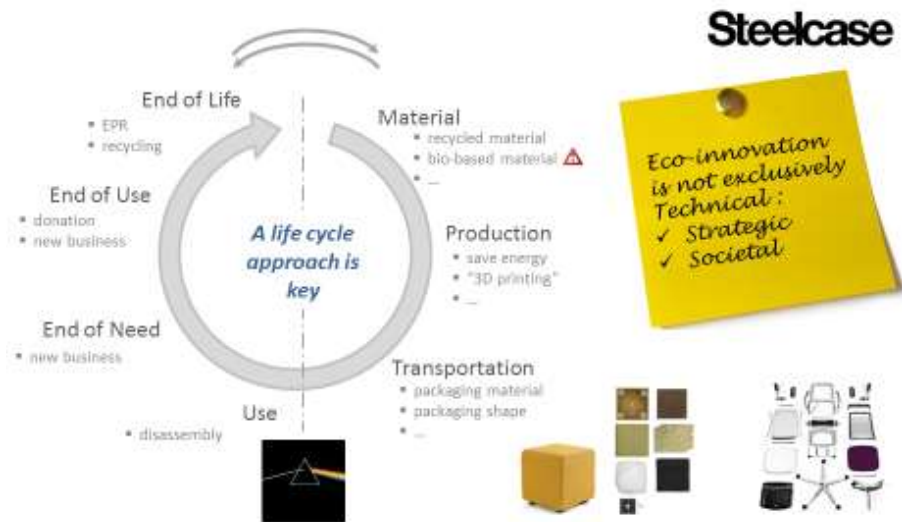 Steelcase
End of Life
▪ EPR
▪ recycling
Material
▪ recycled material
▪ bio-based material
▪ ...
End of Use
▪ donation
▪ new business
A life cycle
approach is
key
Production
▪ save energy
▪ "3D printing"
▪ ...
End of Need
▪ new business
Transportation
▪ packaging material
▪ packaging shape
▪ ...
Use
▪ disassembly
Eco-innovation
is not exclusively
Technical :
✓ Strategic
✓ Societal